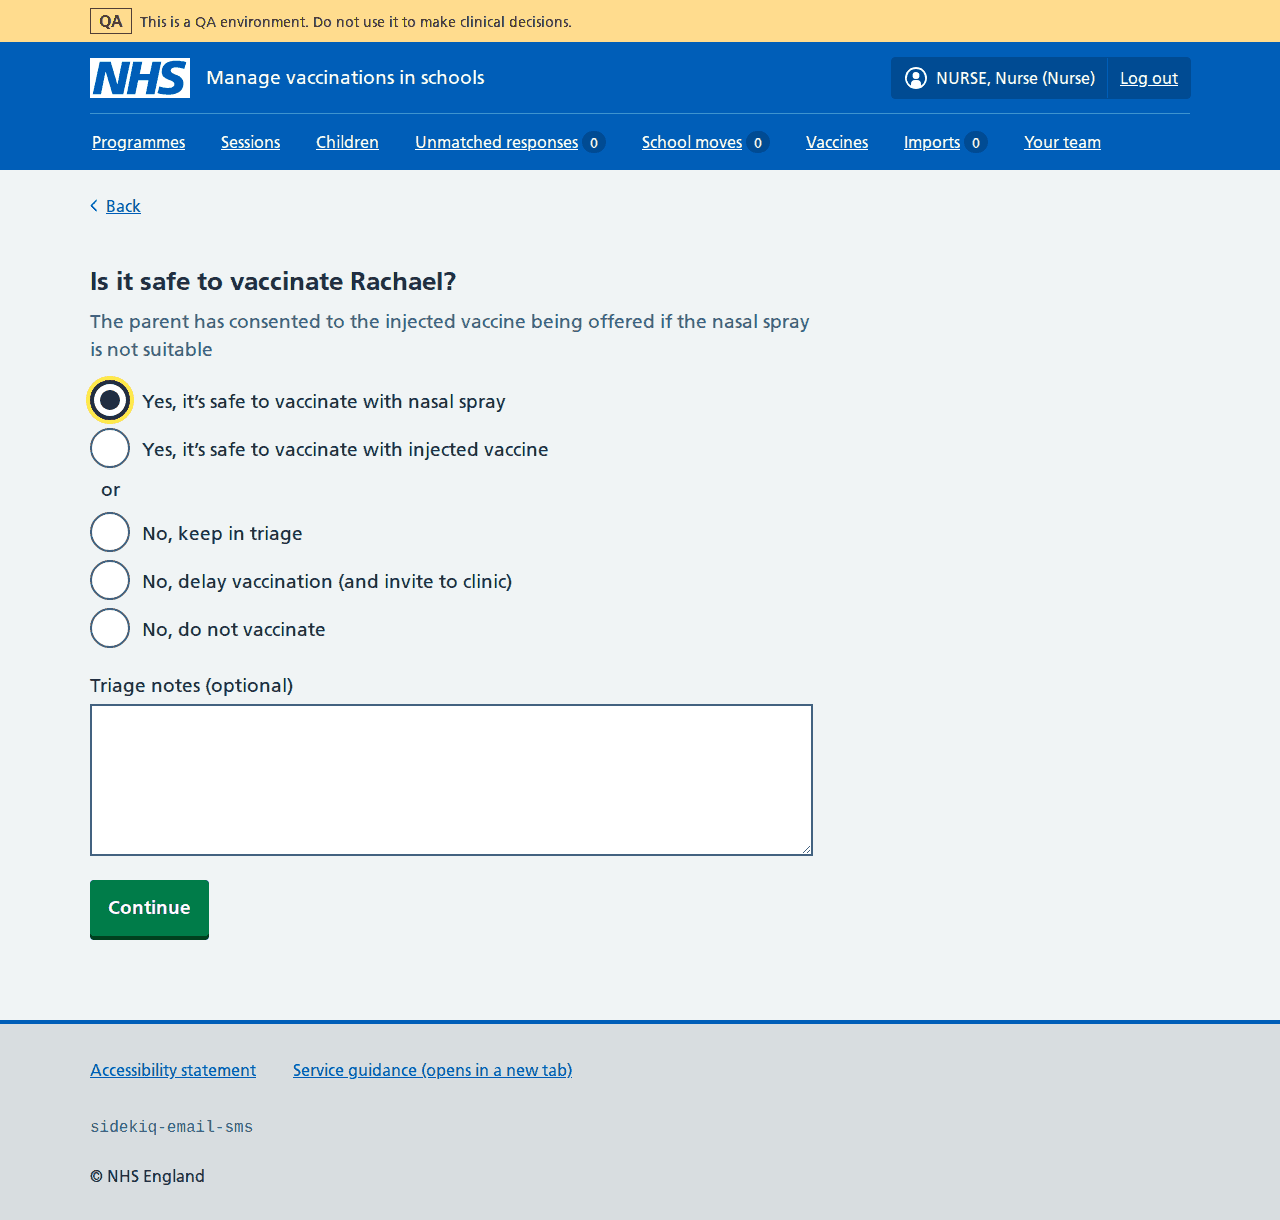 QA This is a QA environment. Do not use it to make clinical decisions.
NHS Manage vaccinations in schools NURSE, Nurse (Nurse) Log out
Programmes Sessions Children Unmatched responses 0 School moves 0 Vaccines Imports 0 Your team
Back
Is it safe to vaccinate Rachael?
The parent has consented to the injected vaccine being offered if the nasal spray
is not suitable
Yes, it’s safe to vaccinate with nasal spray
Yes, it’s safe to vaccinate with injected vaccine
or
No, keep in triage
No, delay vaccination (and invite to clinic)
No, do not vaccinate
Triage notes (optional)
Continue
Accessibility statement Service guidance (opens in a new tab)
sidekiq-email-sms
© NHS England